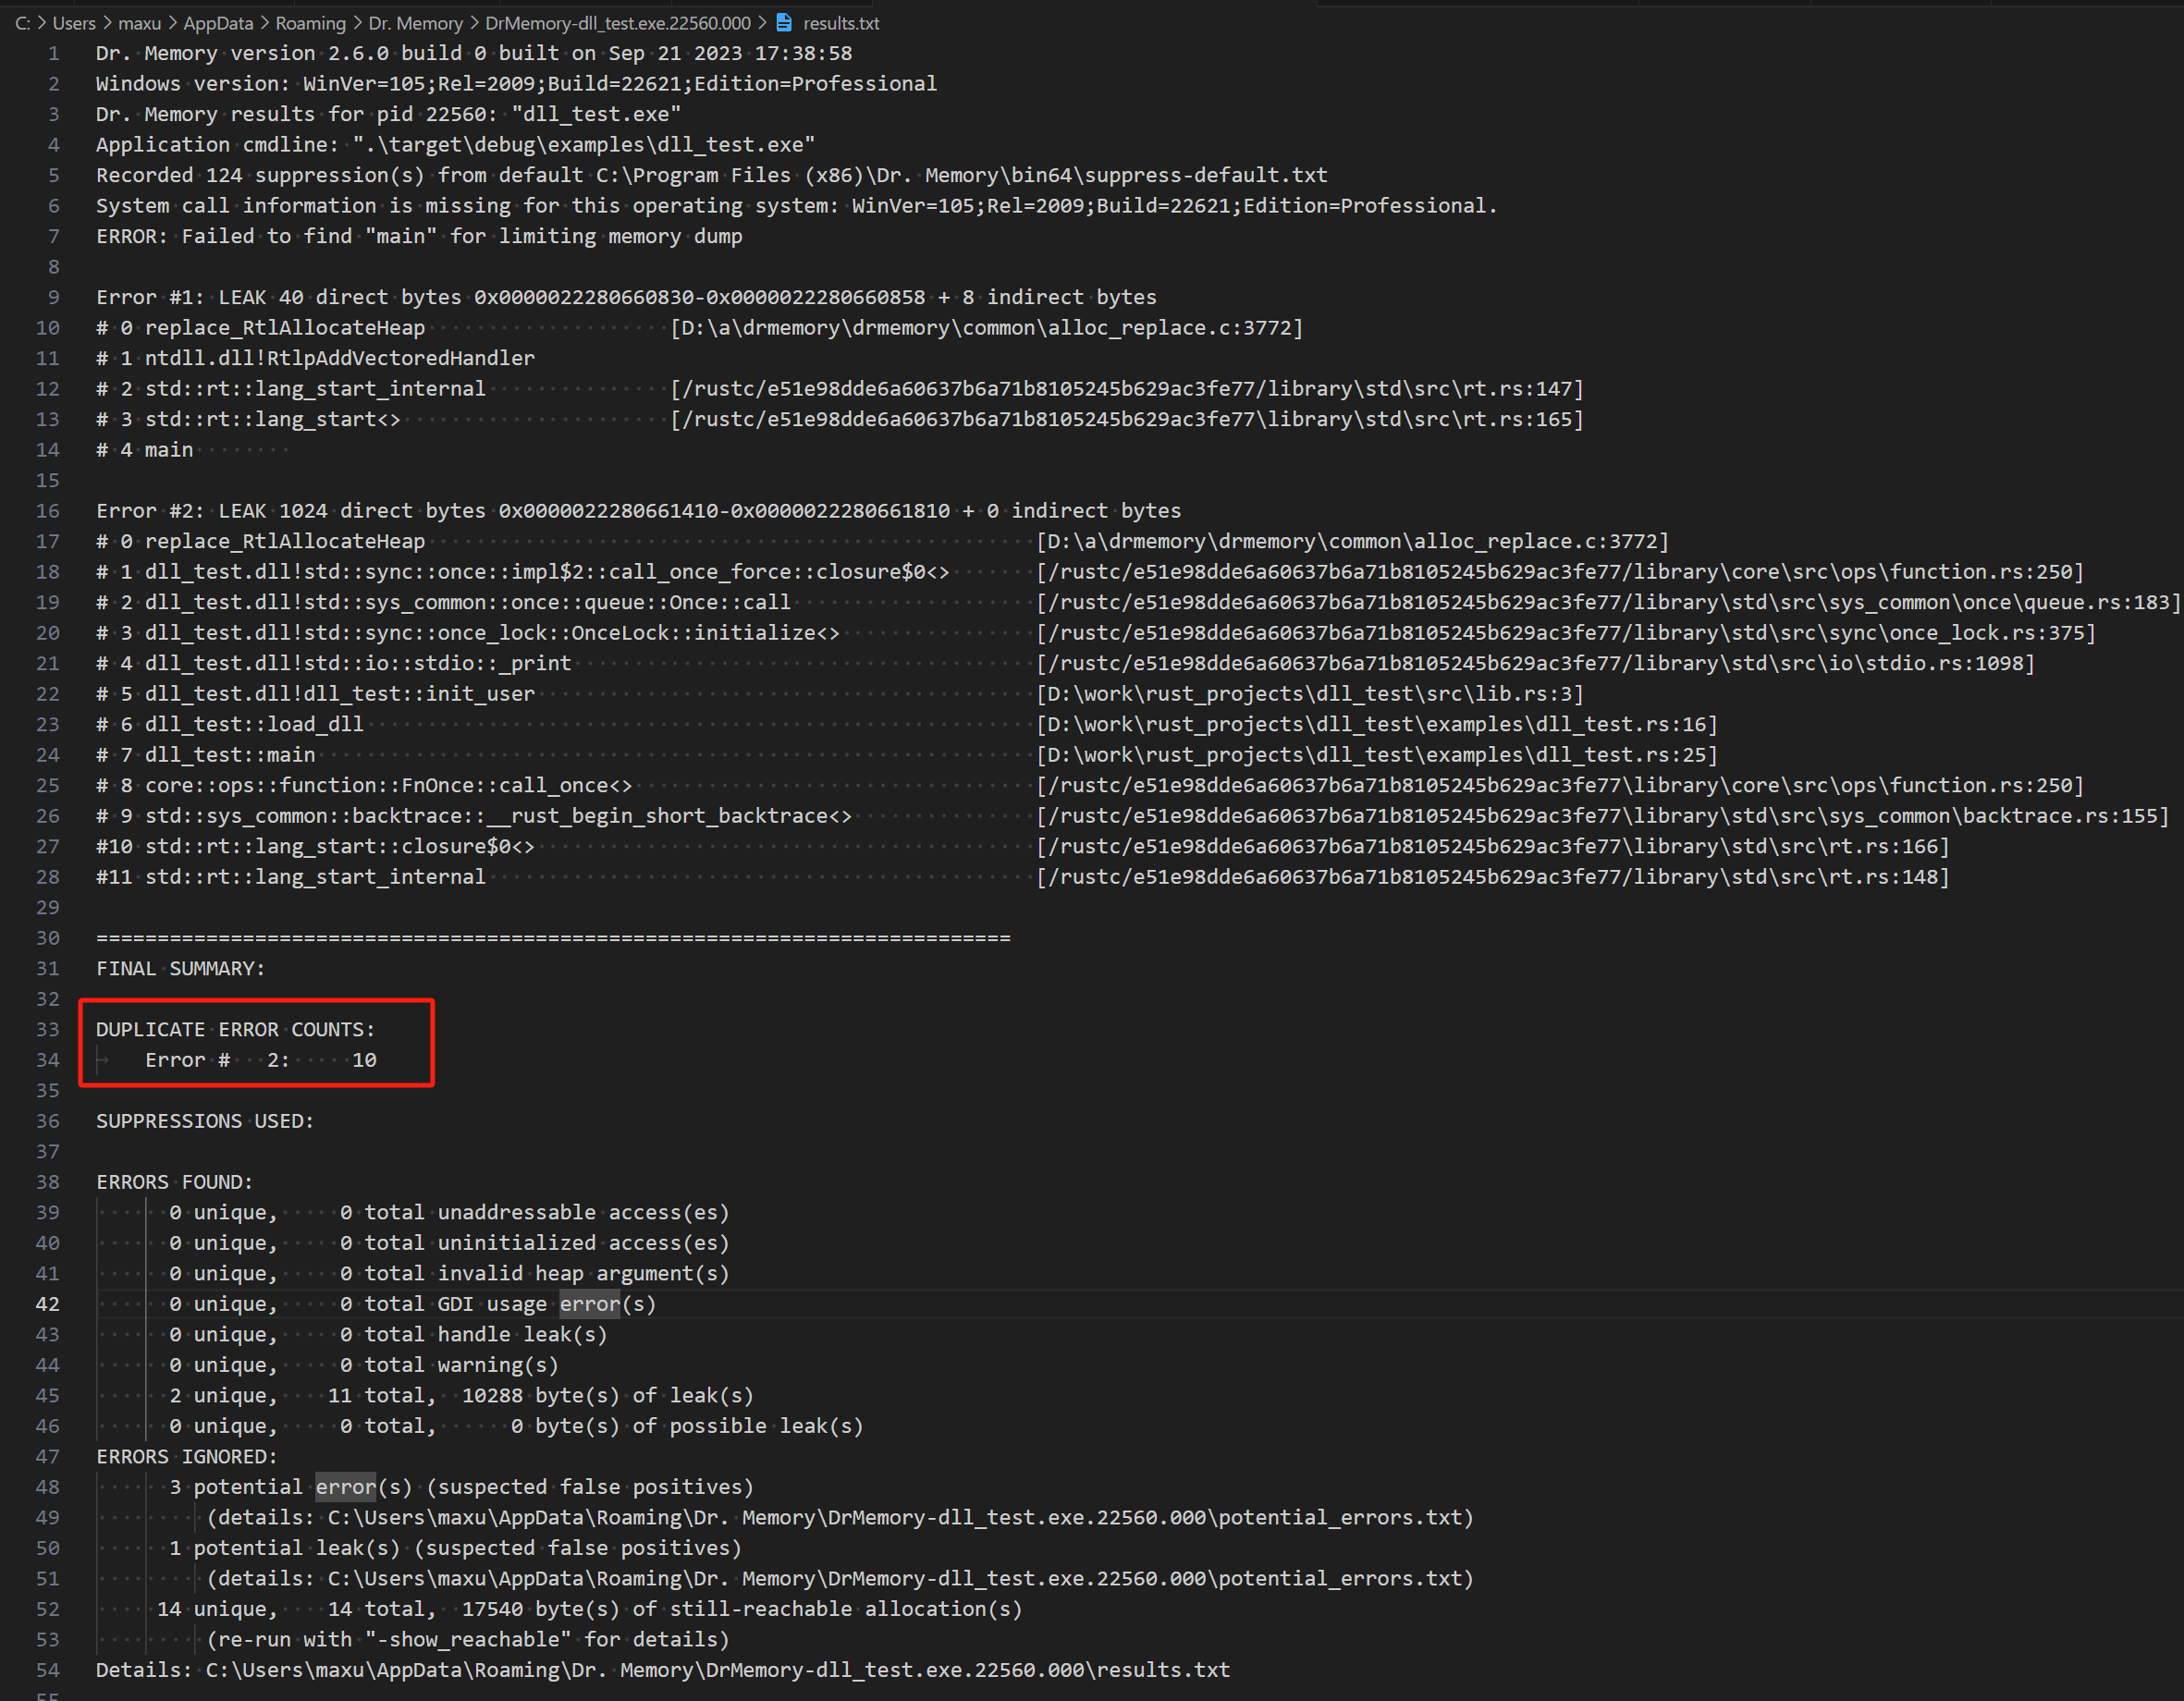 C: > Users > maxu > AppData > Roaming > Dr. Memory > DrMemory-dll_test.exe.22560.000 > results.txt
1 Dr. Memory version 2.6.0 build 0 built on Sep 21 2023 17:38:58
2 Windows version: WinVer=105;Rel=2009;Build=22621;Edition=Professional
3 Dr. Memory results for pid 22560: "dll_test.exe"
4 Application cmdline: ".\target\debug\examples\dll_test.exe"
5 Recorded 124 suppression(s) from default C:\Program Files (x86)\Dr. Memory\bin64\suppress-default.txt
6 System call information is missing for this operating system: WinVer=105;Rel=2009;Build=22621;Edition=Professional.
7 ERROR: Failed to find "main" for limiting memory dump
8
9 Error #1: LEAK 40 direct bytes 0x0000022280660830-0x0000022280660858 + 8 indirect bytes
10 # 0 replace_RtlAllocateHeap [D:\a\drmemory\drmemory\common\alloc_replace.c:3772]
11 # 1 ntdll.dll!RtlpAddVectoredHandler
12 # 2 std::rt::lang_start_internal [/rustc/e51e98dde6a60637b6a71b8105245b629ac3fe77/library\std\src\rt.rs:147]
13 # 3 std::rt::lang_start<> [/rustc/e51e98dde6a60637b6a71b8105245b629ac3fe77\library\std\src\rt.rs:165]
14 # 4 main
15
16 Error #2: LEAK 1024 direct bytes 0x0000022280661410-0x0000022280661810 + 0 indirect bytes
17 # 0 replace_RtlAllocateHeap [D:\a\drmemory\drmemory\common\alloc_replace.c:3772]
18 # 1 dll_test.dll!std::sync::once::impl$2::call_once_force::closure$0<> [/rustc/e51e98dde6a60637b6a71b8105245b629ac3fe77/library\core\src\ops\function.rs:250]
19 # 2 dll_test.dll!std::sys_common::once::queue::Once::call [/rustc/e51e98dde6a60637b6a71b8105245b629ac3fe77/library\std\src\sys_common\once\queue.rs:183]
20 # 3 dll_test.dll!std::sync::once_lock::OnceLock::initialize<> [/rustc/e51e98dde6a60637b6a71b8105245b629ac3fe77/library\std\src\sync\once_lock.rs:375]
21 # 4 dll_test.dll!std::io::stdio::_print [/rustc/e51e98dde6a60637b6a71b8105245b629ac3fe77/library\std\src\io\stdio.rs:1098]
22 # 5 dll_test.dll!dll_test::init_user [D:\work\rust_projects\dll_test\src\lib.rs:3]
23 # 6 dll_test::load_dll [D:\work\rust_projects\dll_test\examples\dll_test.rs:16]
24 # 7 dll_test::main [D:\work\rust_projects\dll_test\examples\dll_test.rs:25]
25 # 8 core::ops::function::FnOnce::call_once<> [/rustc/e51e98dde6a60637b6a71b8105245b629ac3fe77\library\core\src\ops\function.rs:250]
26 # 9 std::sys_common::backtrace::__rust_begin_short_backtrace<> [/rustc/e51e98dde6a60637b6a71b8105245b629ac3fe77\library\std\src\sys_common\backtrace.rs:155]
27 #10 std::rt::lang_start::closure$0<> [/rustc/e51e98dde6a60637b6a71b8105245b629ac3fe77\library\std\src\rt.rs:166]
28 #11 std::rt::lang_start_internal [/rustc/e51e98dde6a60637b6a71b8105245b629ac3fe77/library\std\src\rt.rs:148]
29
30 ===========================================================================
31 FINAL SUMMARY:
32
33 DUPLICATE ERROR COUNTS:
34 Error # 2: 10
35
36 SUPPRESSIONS USED:
37
38 ERRORS FOUND:
39 0 unique, 0 total unaddressable access(es)
40 0 unique, 0 total uninitialized access(es)
41 0 unique, 0 total invalid heap argument(s)
42 0 unique, 0 total GDI usage error(s)
43 0 unique, 0 total handle leak(s)
44 0 unique, 0 total warning(s)
45 2 unique, 11 total, 10288 byte(s) of leak(s)
46 0 unique, 0 total, 0 byte(s) of possible leak(s)
47 ERRORS IGNORED:
48 3 potential error(s) (suspected false positives)
49 (details: C:\Users\maxu\AppData\Roaming\Dr. Memory\DrMemory-dll_test.exe.22560.000\potential_errors.txt)
50 1 potential leak(s) (suspected false positives)
51 (details: C:\Users\maxu\AppData\Roaming\Dr. Memory\DrMemory-dll_test.exe.22560.000\potential_errors.txt)
52 14 unique, 14 total, 17540 byte(s) of still-reachable allocation(s)
53 (re-run with "-show_reachable" for details)
54 Details: C:\Users\maxu\AppData\Roaming\Dr. Memory\DrMemory-dll_test.exe.22560.000\results.txt
55